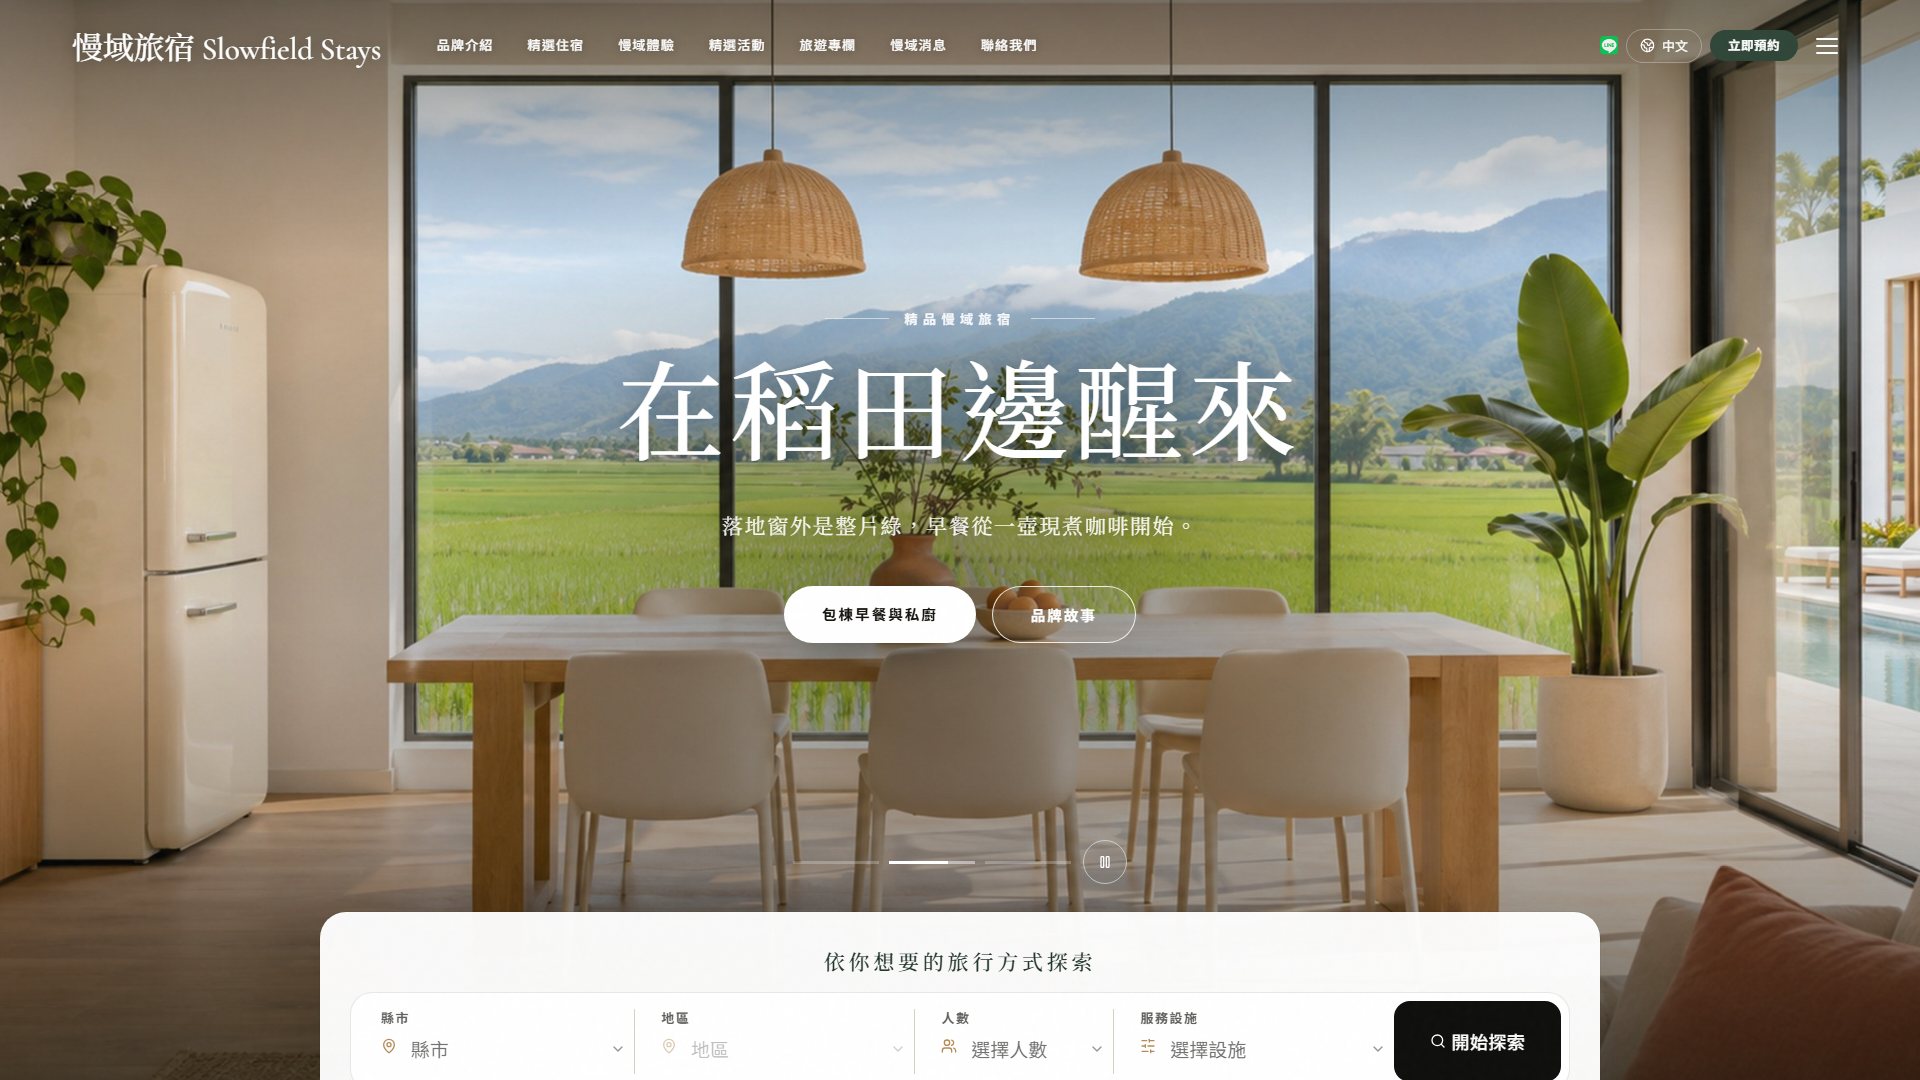 慢域旅宿 Slowfield Stays
品牌介紹
精選住宿
慢域體驗
精選活動
旅遊專欄
慢域消息
聯絡我們
LINE
中文
立即預約
精品慢域旅宿
在稻田邊醒來
落地窗外是整片綠，早餐從一壺現煮咖啡開始。
包棟早餐與私廚
品牌故事
依你想要的旅行方式探索
縣市
縣市
地區
地區
人數
選擇人數
服務設施
選擇設施
開始探索